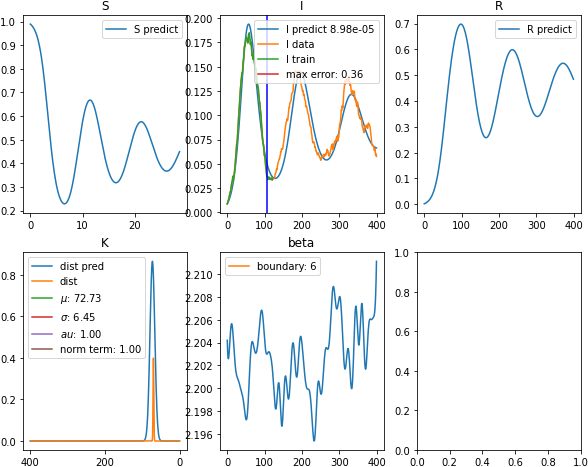 S
I
R
1.0
0.9
0.8
0.7
0.6
0.5
0.4
0.3
0.2
S predict
0 10 20
0.200
0.175
0.150
0.125
0.100
0.075
0.050
0.025
0.000
I predict 8.98e-05
I data
I train
max error: 0.36
0 100 200 300 400
0.7
0.6
0.5
0.4
0.3
0.2
0.1
0.0
R predict
0 100 200 300 400
K
beta
0.8
0.6
0.4
0.2
0.0
dist pred
dist
μ: 72.73
σ: 6.45
au: 1.00
norm term: 1.00
400 200 0
2.210
2.208
2.206
2.204
2.202
2.200
2.198
2.196
boundary: 6
0 100 200 300 400
1.0
0.8
0.6
0.4
0.2
0.0
0.0 0.2 0.4 0.6 0.8 1.0